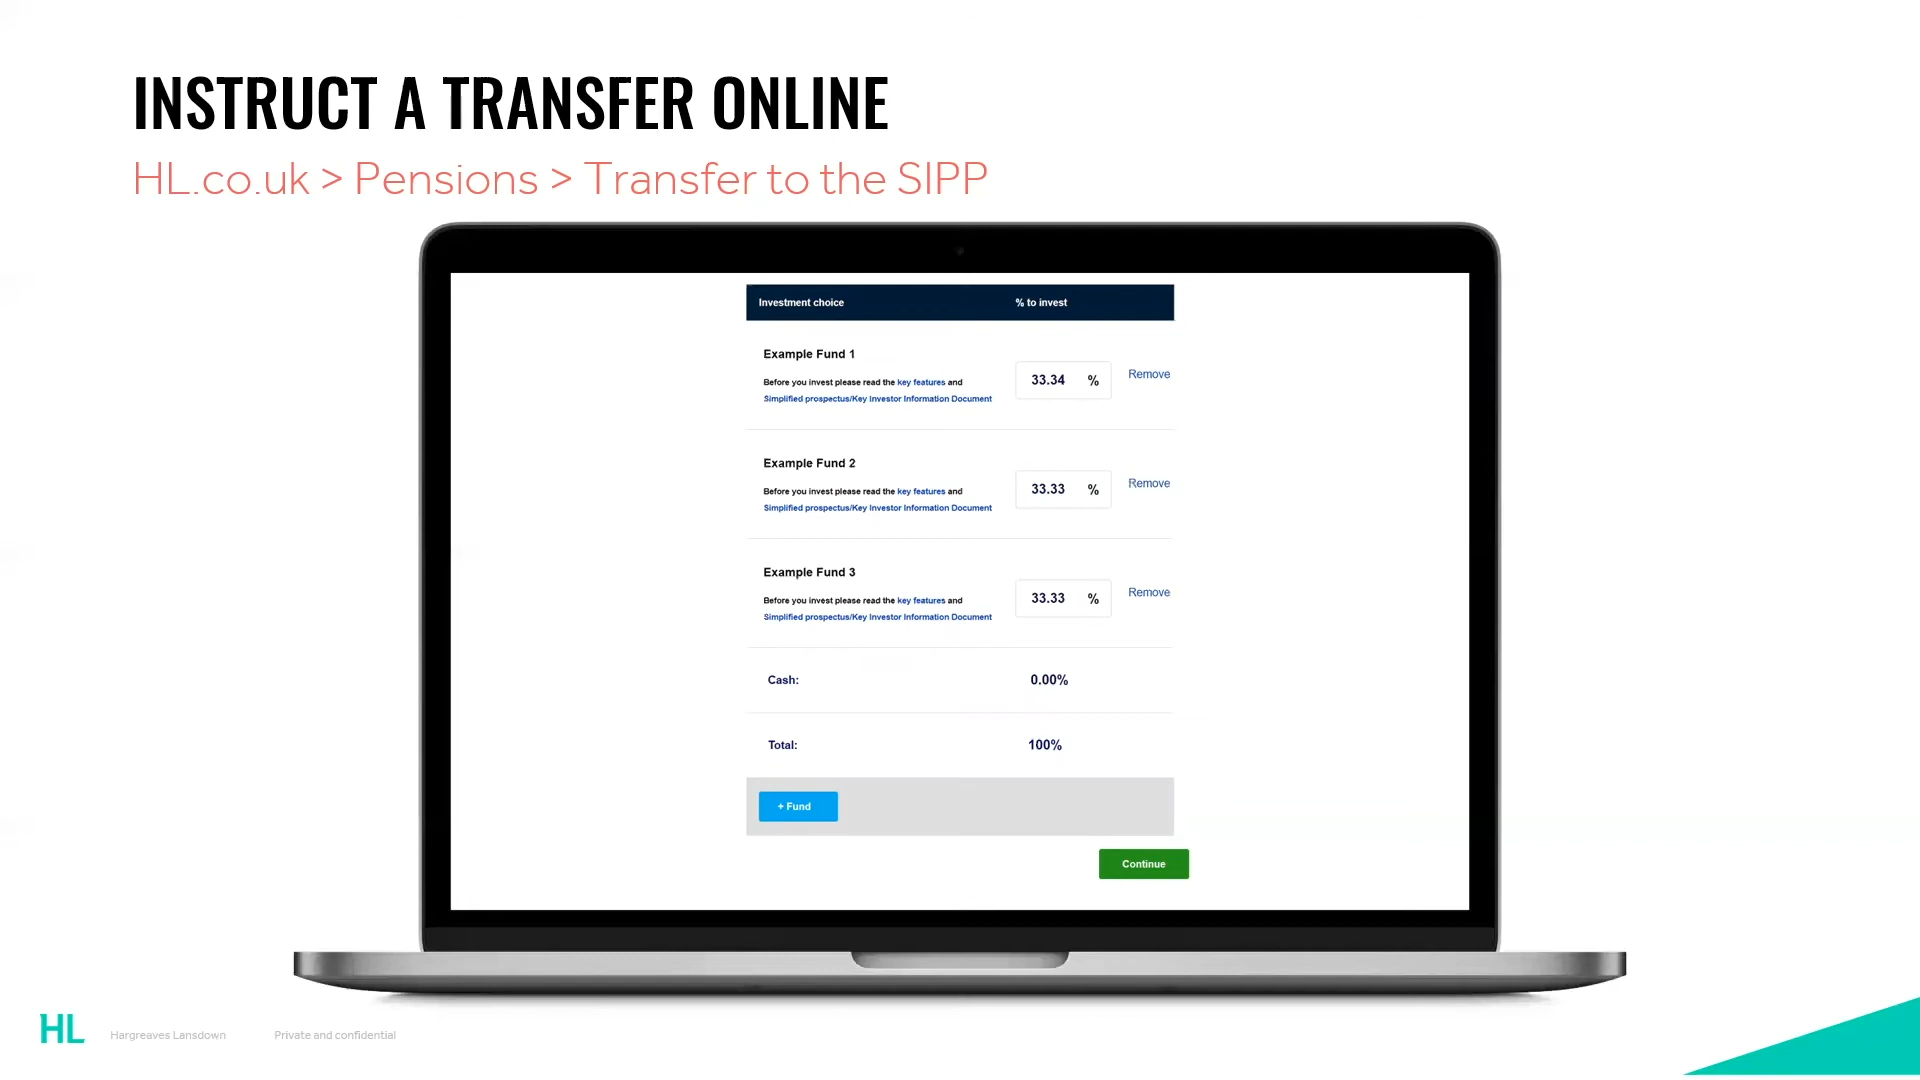 INSTRUCT A TRANSFER ONLINE
HL.co.uk > Pensions > Transfer to the SIPP
Investment choice % to invest
Example Fund 1
Before you invest please read the key features and
Simplified prospectus/Key Investor Information Document
33.34 %
Remove
Example Fund 2
Before you invest please read the key features and
Simplified prospectus/Key Investor Information Document
33.33 %
Remove
Example Fund 3
Before you invest please read the key features and
Simplified prospectus/Key Investor Information Document
33.33 %
Remove
Cash: 0.00%
Total: 100%
+ Fund
Continue
HL Hargreaves Lansdown Private and confidential